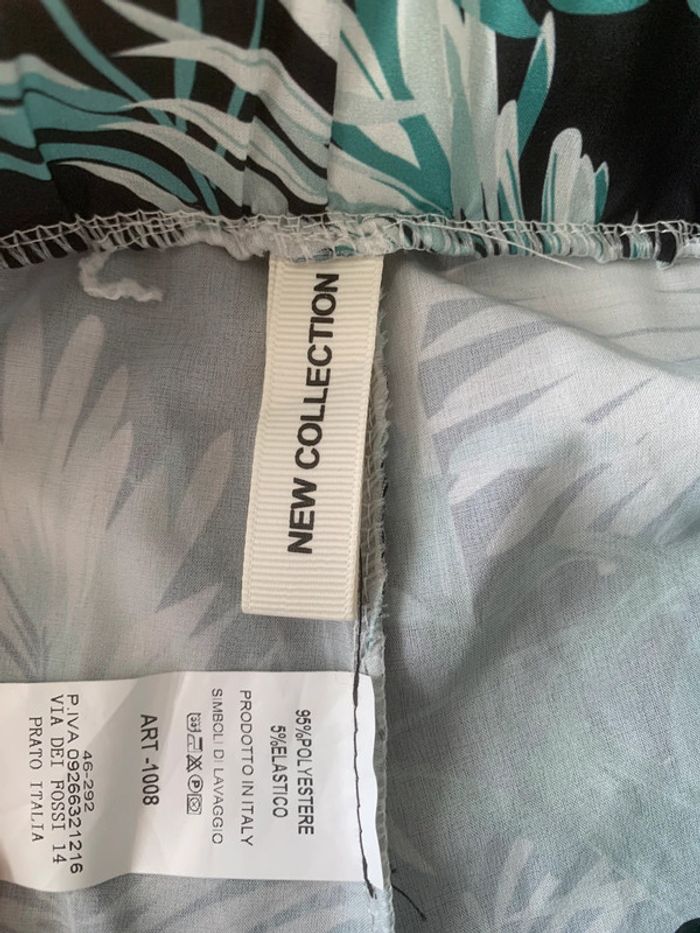 NEW COLLECTION
95%POLYESTERE
5%ELASTICO
PRODOTTO IN ITALY
SIMBOLI DI LAVAGGIO
ART -1008
46-292
P.IVA 09266321216
VIA DEI FOSSI 14
PRATO ITALIA